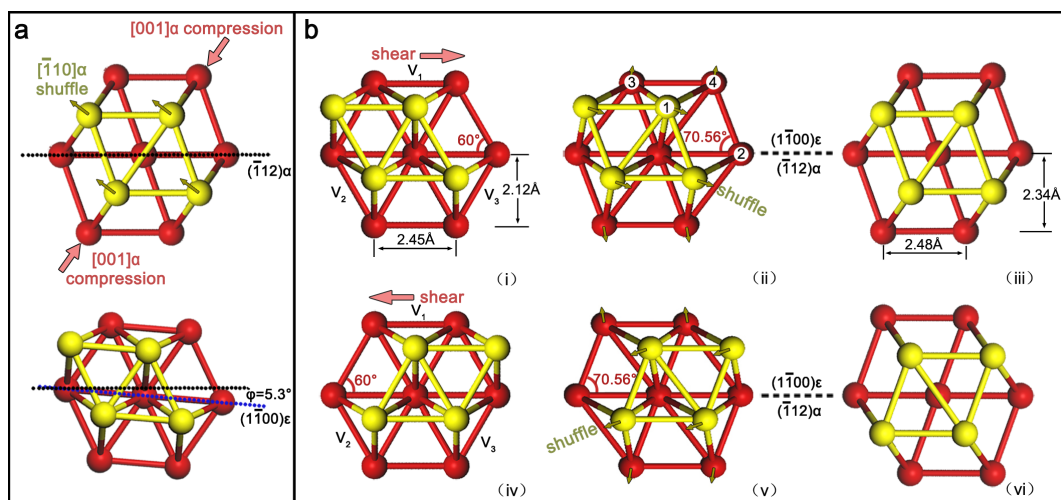 a
[001]α compression
[1̄10]α
shuffle
(1̄12)α
[001]α
compression
φ=5.3°
(11̄00)ε
b
shear
V1
60°
V2
V3
2.12Å
2.45Å
(i)
3
4
1
70.56°
2
shuffle
(ii)
(11̄00)ε
(1̄12)α
2.34Å
2.48Å
(iii)
shear
V1
60°
V2
V3
(iv)
70.56°
shuffle
(v)
(11̄00)ε
(1̄12)α
(vi)